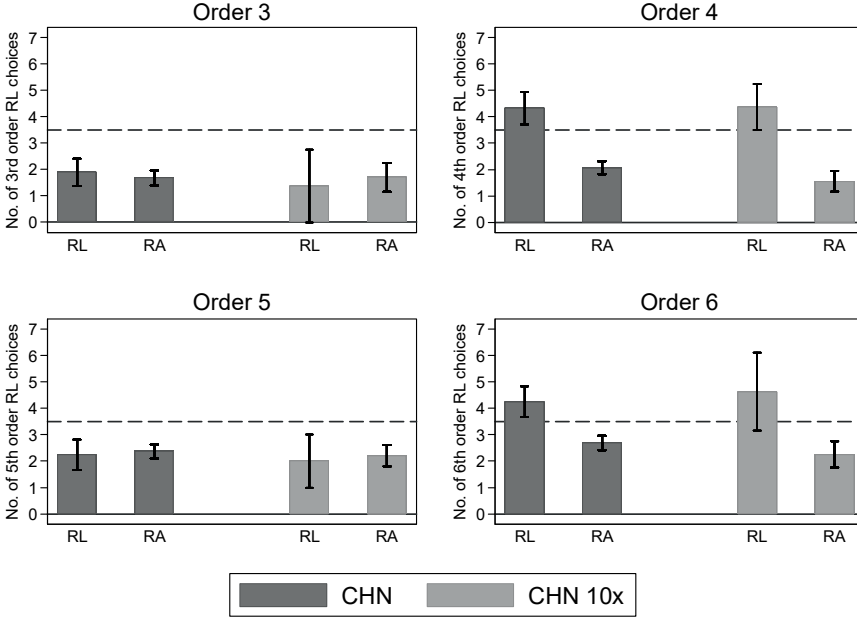 Order 3
No. of 3rd order RL choices
7
6
5
4
3
2
1
0
RL RA RL RA
Order 4
No. of 4th order RL choices
7
6
5
4
3
2
1
0
RL RA RL RA
Order 5
No. of 5th order RL choices
7
6
5
4
3
2
1
0
RL RA RL RA
Order 6
No. of 6th order RL choices
7
6
5
4
3
2
1
0
RL RA RL RA
CHN CHN 10x